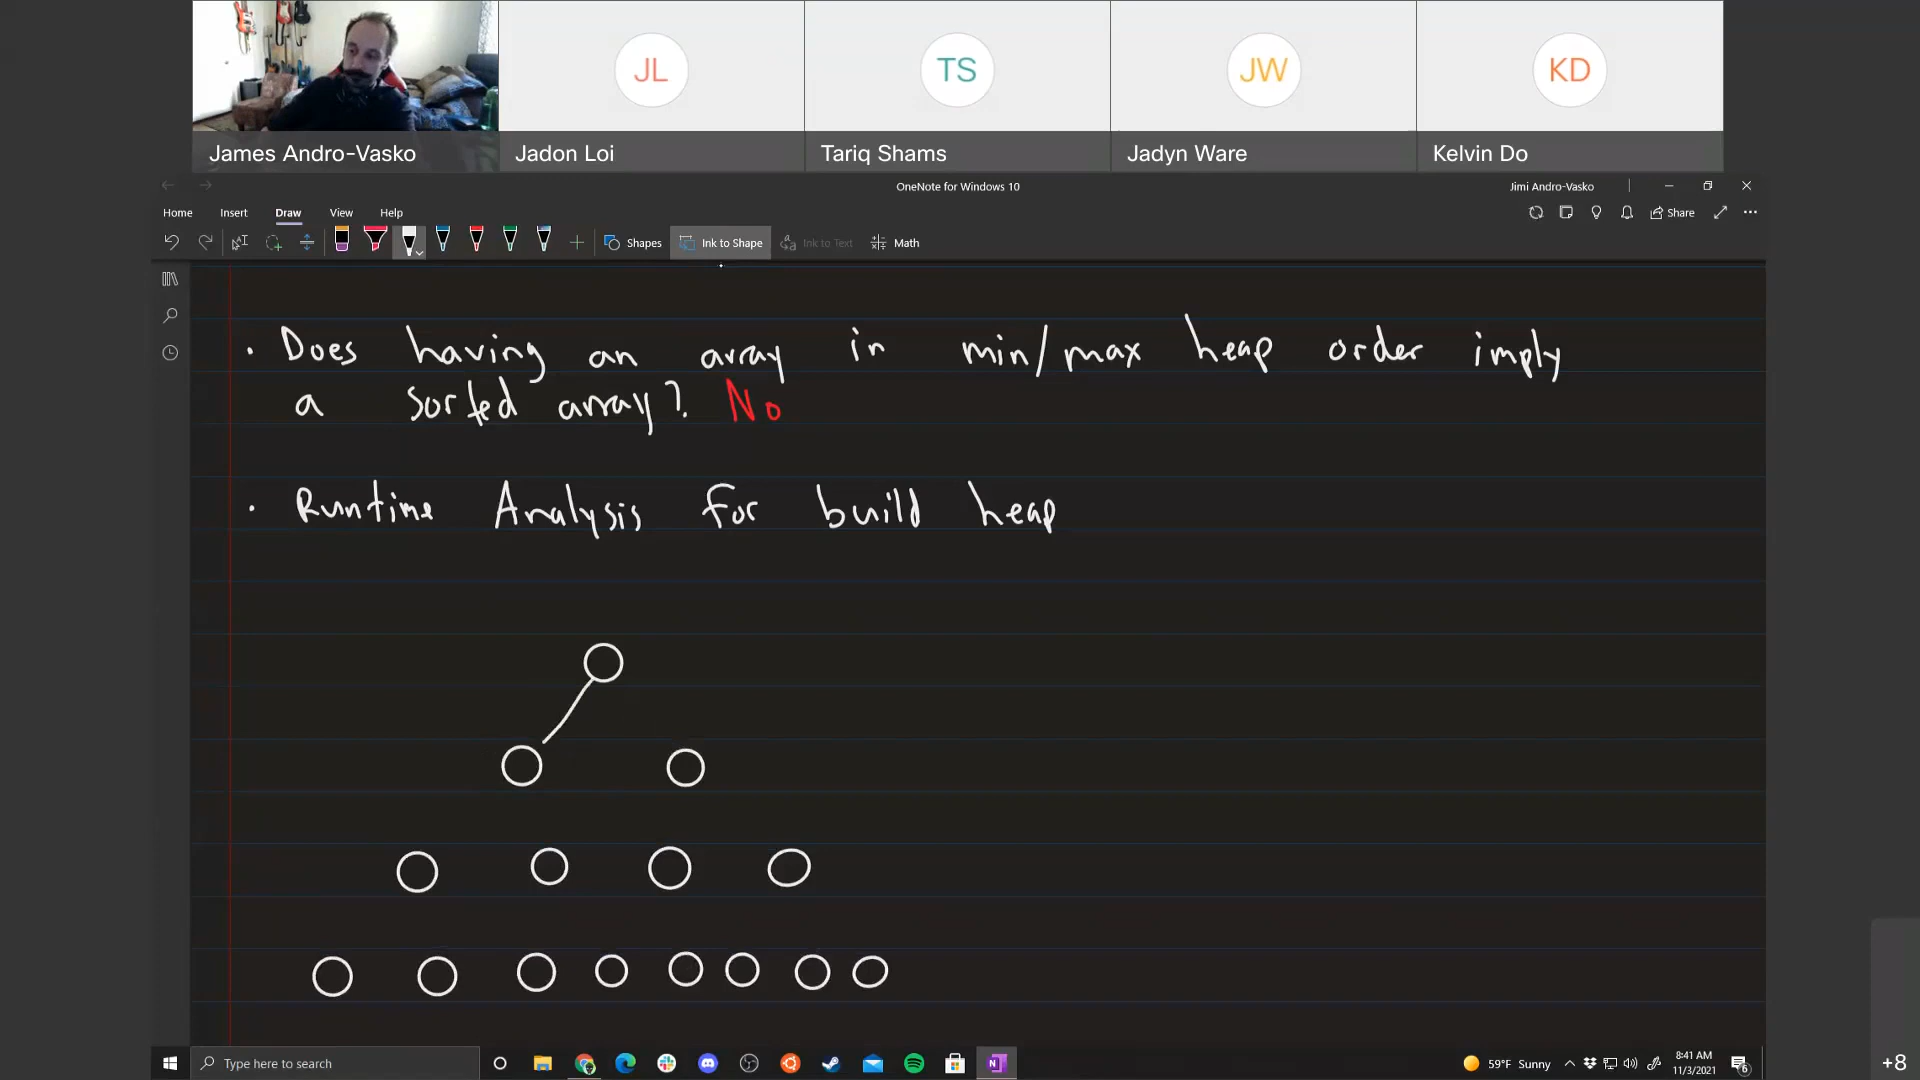 JL
TS
JW
KD
James Andro-Vasko
Jadon Loi
Tariq Shams
Jadyn Ware
Kelvin Do
OneNote for Windows 10
Jimi Andro-Vasko
Home Insert Draw View Help
Share
Shapes
Ink to Shape
Ink to Text
Math
· Does having an array in min/max heap order imply
a sorted array? No
· Runtime Analysis for build heap
Type here to search
59°F Sunny
8:41 AM
11/3/2021
6
+8